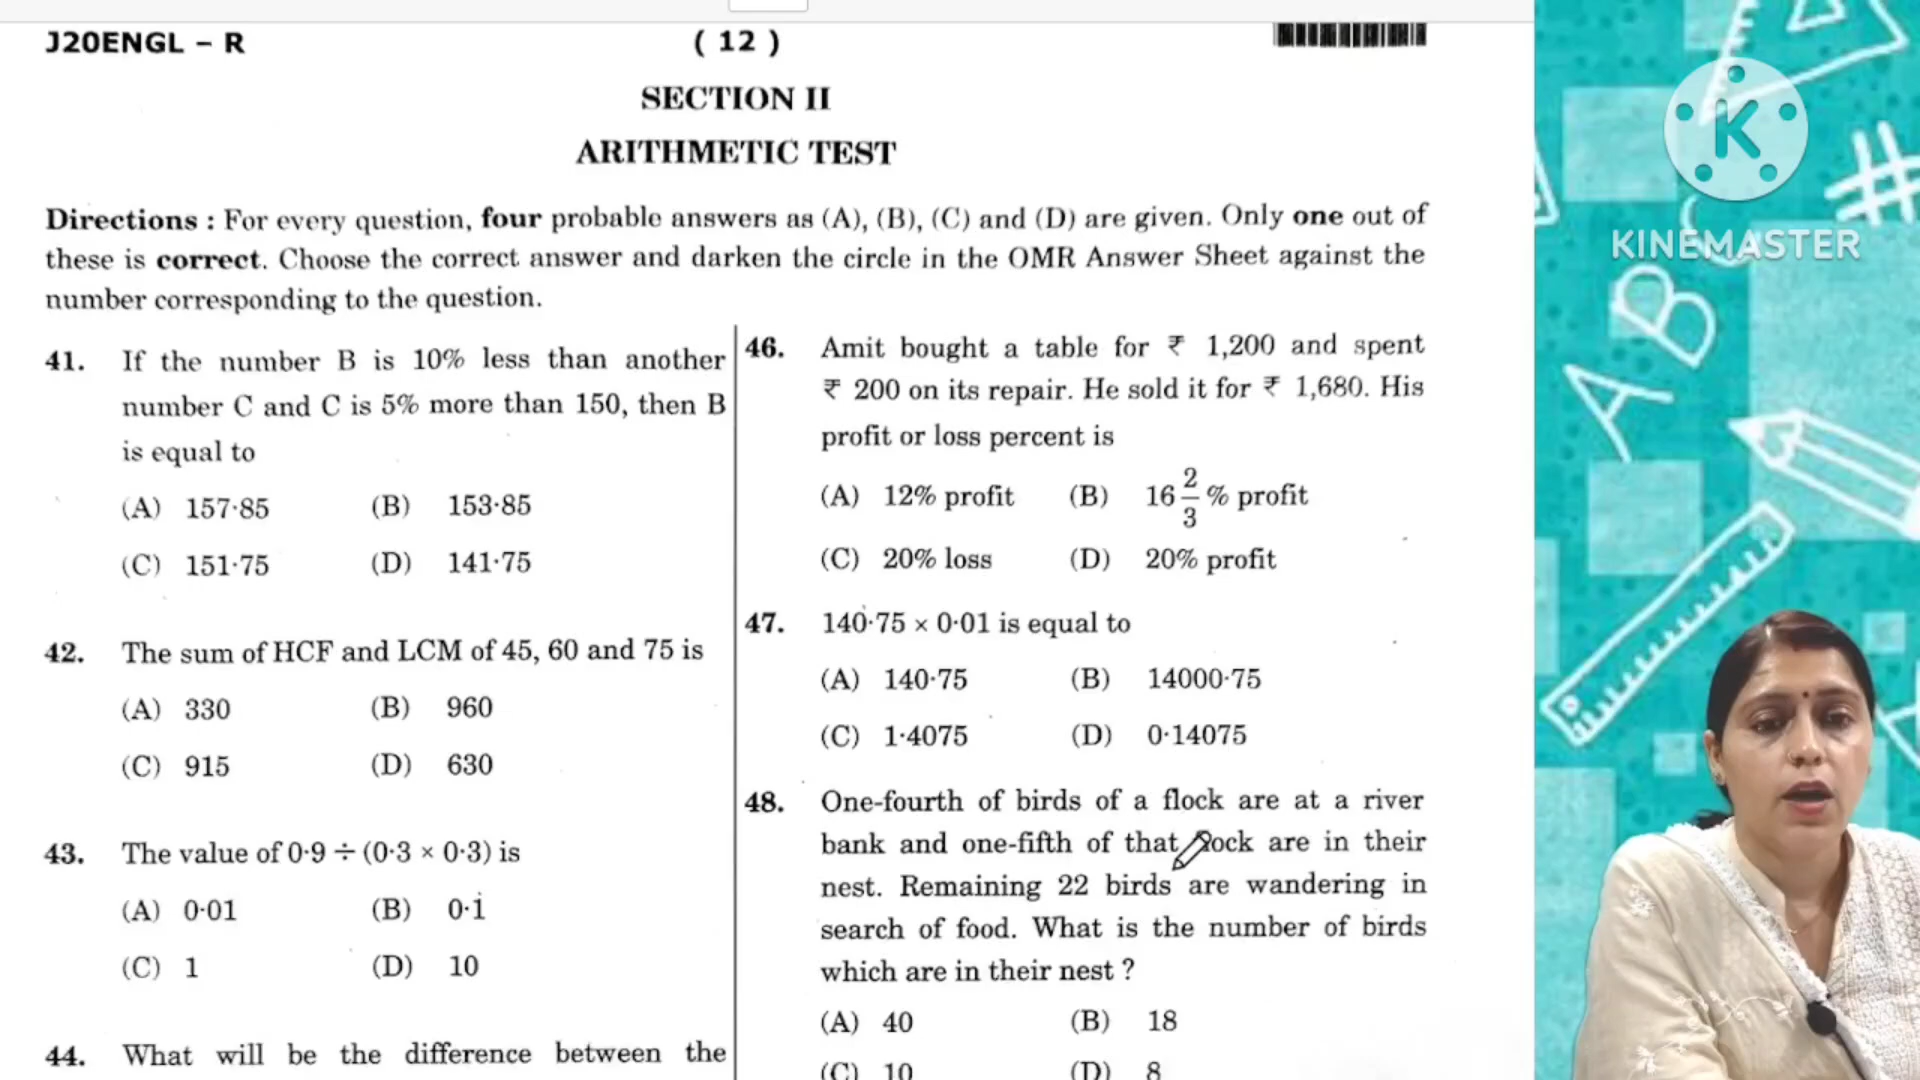 J20ENGL – R
( 12 )
SECTION II
ARITHMETIC TEST
Directions : For every question, four probable answers as (A), (B), (C) and (D) are given. Only one out of
these is correct. Choose the correct answer and darken the circle in the OMR Answer Sheet against the
number corresponding to the question.
41. If the number B is 10% less than another
number C and C is 5% more than 150, then B
is equal to
(A) 157·85 (B) 153·85
(C) 151·75 (D) 141·75
42. The sum of HCF and LCM of 45, 60 and 75 is
(A) 330 (B) 960
(C) 915 (D) 630
43. The value of 0·9 ÷ (0·3 × 0·3) is
(A) 0·01 (B) 0·1̇
(C) 1 (D) 10
44. What will be the difference between the
46. Amit bought a table for ₹ 1,200 and spent
₹ 200 on its repair. He sold it for ₹ 1,680. His
profit or loss percent is
(A) 12% profit (B) 16 2/3 % profit
(C) 20% loss (D) 20% profit
47. 140·75 × 0·01 is equal to
(A) 140·75 (B) 14000·75
(C) 1·4075 (D) 0·14075
48. One-fourth of birds of a flock are at a river
bank and one-fifth of that flock are in their
nest. Remaining 22 birds are wandering in
search of food. What is the number of birds
which are in their nest ?
(A) 40 (B) 18
(C) 10 (D) 8
K
KINEMASTER
A B C
#